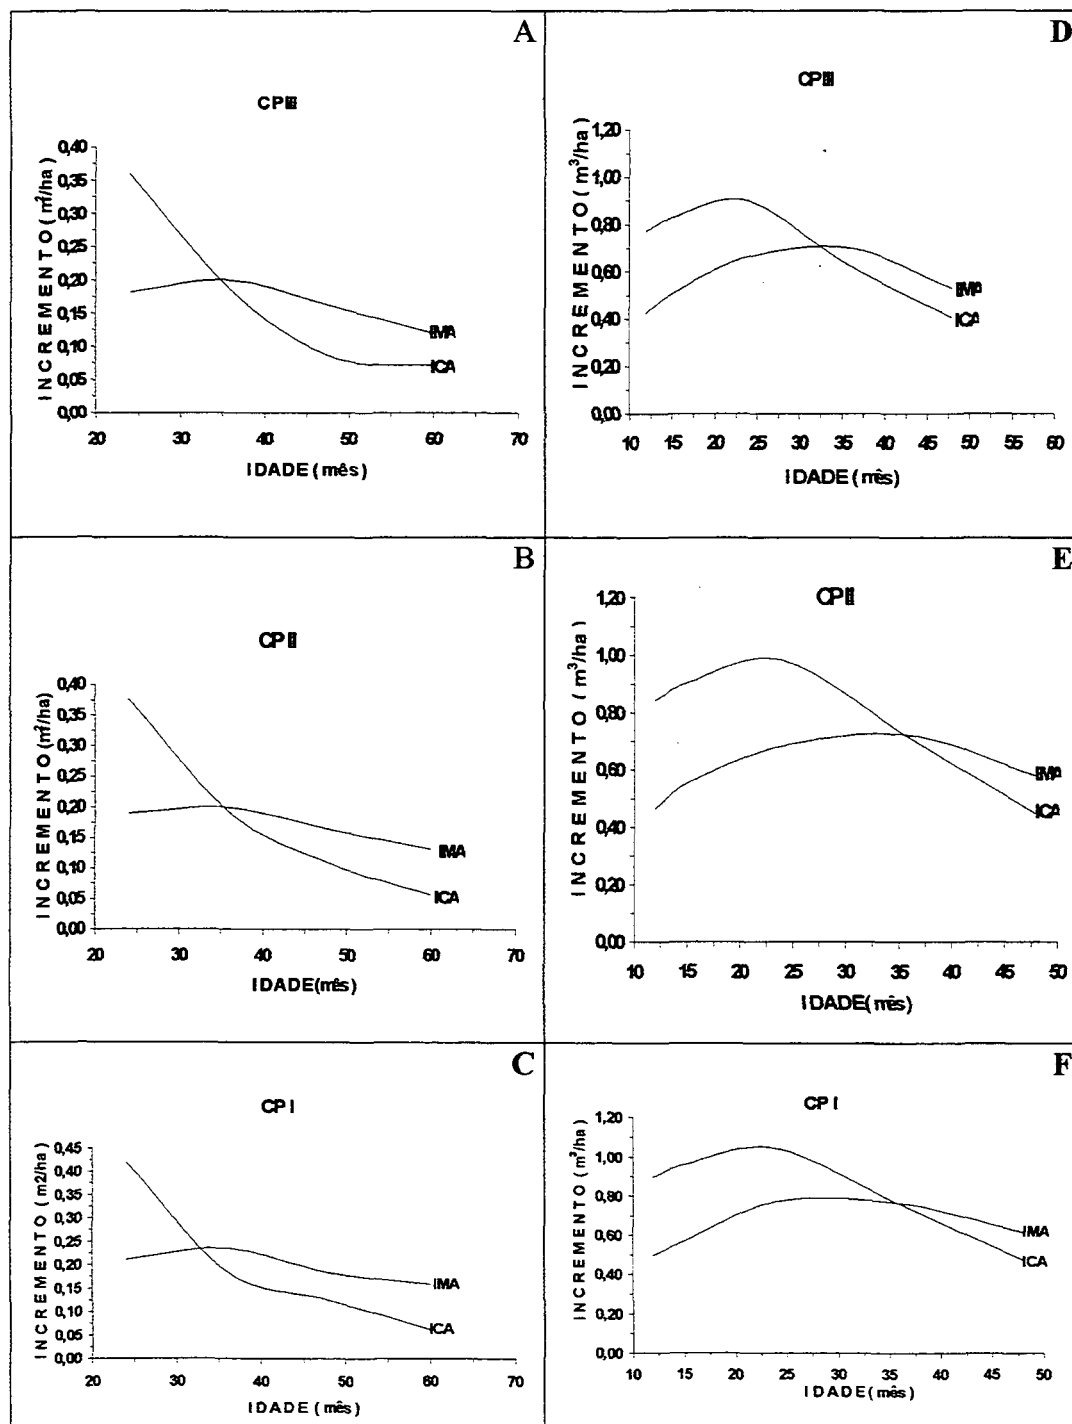 A
CPIII
INCREMENTO (m²/ha)
0,40
0,35
0,30
0,25
0,20
0,15
0,10
0,05
0,00
IMA
ICA
20 30 40 50 60 70
IDADE (mês)
D
CPIII
INCREMENTO (m³/ha)
1,20
1,00
0,80
0,60
0,40
0,20
0,00
IMA
ICA
10 15 20 25 30 35 40 45 50 55 60
IDADE (mês)
B
CPII
INCREMENTO (m²/ha)
0,40
0,35
0,30
0,25
0,20
0,15
0,10
0,05
0,00
IMA
ICA
20 30 40 50 60 70
IDADE(mês)
E
CPII
INCREMENTO (m³/ha)
1,20
1,00
0,80
0,60
0,40
0,20
0,00
IMA
ICA
10 15 20 25 30 35 40 45 50
IDADE(mês)
C
CP I
INCREMENTO (m2/ha)
0,45
0,40
0,35
0,30
0,25
0,20
0,15
0,10
0,05
0,00
IMA
ICA
20 30 40 50 60 70
IDADE (mês)
F
CP I
INCREMENTO (m³/ha)
1,20
1,00
0,80
0,60
0,40
0,20
0,00
IMA
ICA
10 15 20 25 30 35 40 45 50
IDADE (mês)